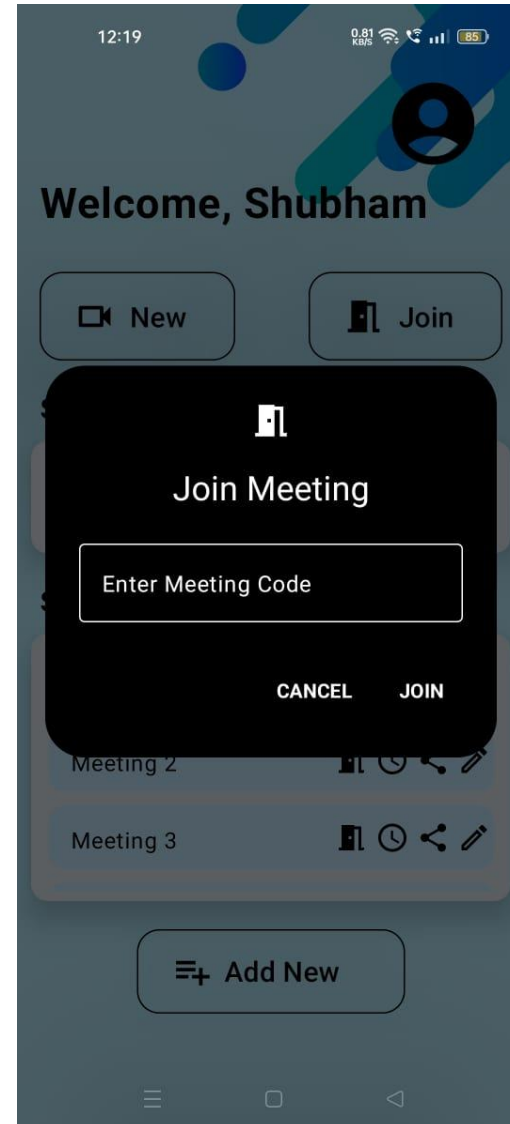 12:19 0.81 KB/S 85
Welcome, Shubham
New Join
Join Meeting
Enter Meeting Code
CANCEL JOIN
Meeting 2
Meeting 3
Add New